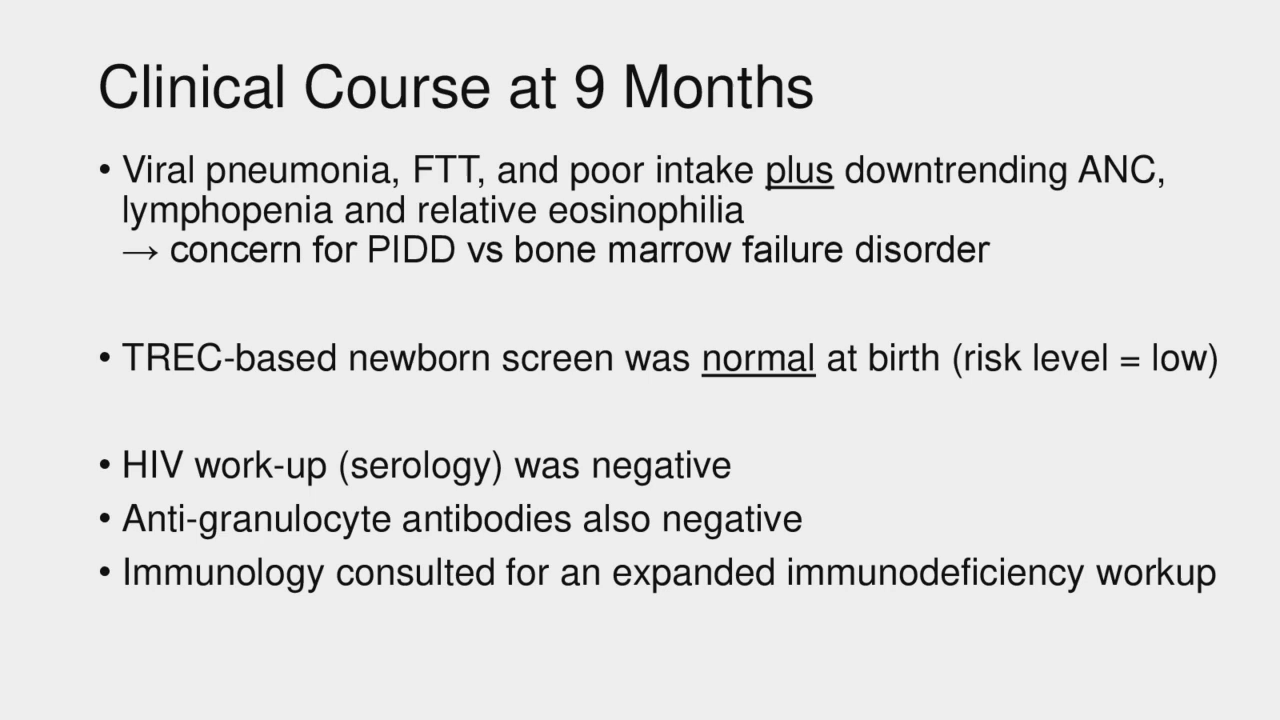 Clinical Course at 9 Months
• Viral pneumonia, FTT, and poor intake plus downtrending ANC,
lymphopenia and relative eosinophilia
→ concern for PIDD vs bone marrow failure disorder
• TREC-based newborn screen was normal at birth (risk level = low)
• HIV work-up (serology) was negative
• Anti-granulocyte antibodies also negative
• Immunology consulted for an expanded immunodeficiency workup